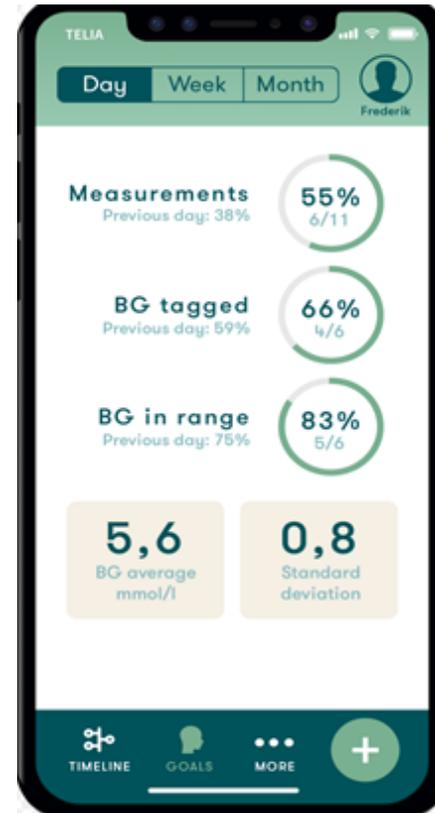 TELIA
Day Week Month
Frederik
Measurements
Previous day: 38%
55%
6/11
BG tagged
Previous day: 59%
66%
4/6
BG in range
Previous day: 75%
83%
5/6
5,6
BG average
mmol/l
0,8
Standard
deviation
TIMELINE
GOALS
MORE
+